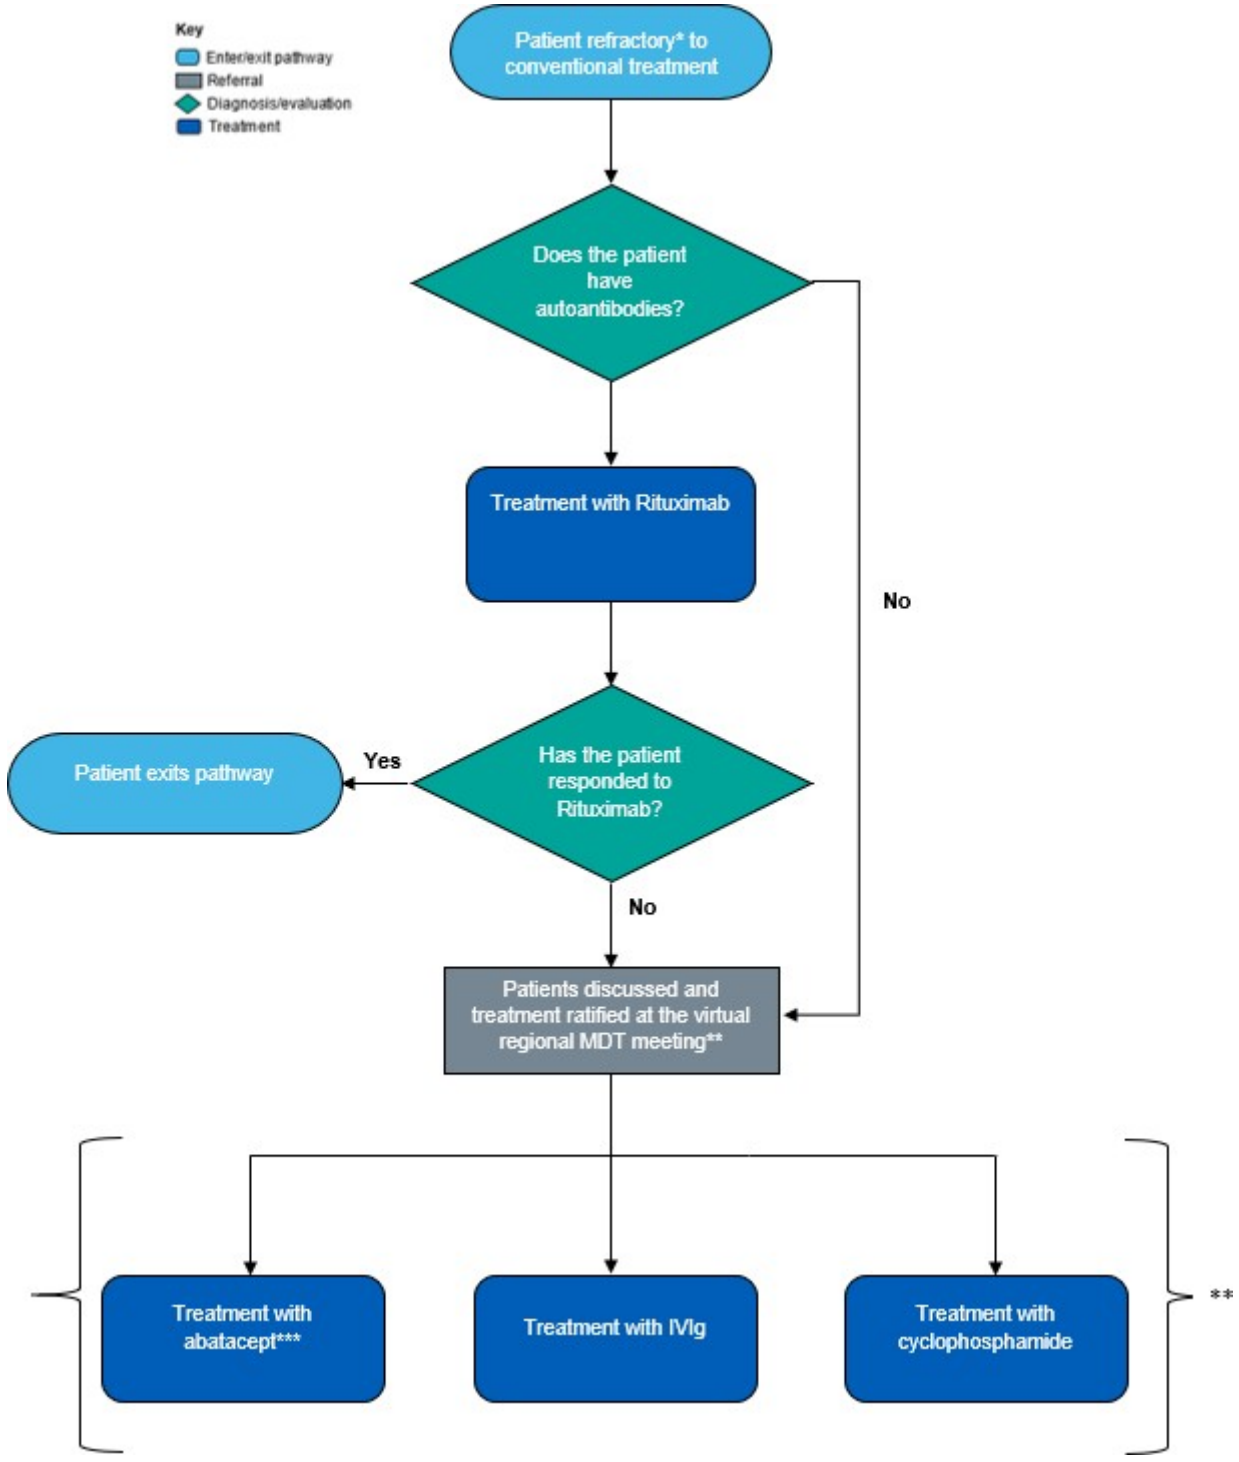 Key
Enter/exit pathway
Referral
Diagnosis/evaluation
Treatment
Patient refractory* to
conventional treatment
Does the patient
have
autoantibodies?
Treatment with Rituximab
No
Has the patient
responded to
Rituximab?
Yes
Patient exits pathway
No
Patients discussed and
treatment ratified at the virtual
regional MDT meeting**
Treatment with
abatacept***
Treatment with IVIg
Treatment with
cyclophosphamide
**